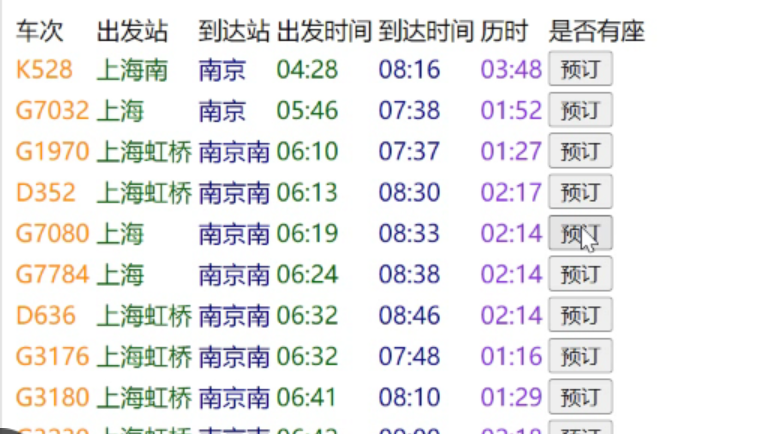 车次 出发站 到达站 出发时间 到达时间 历时 是否有座
K528 上海南 南京 04:28 08:16 03:48 预订
G7032 上海 南京 05:46 07:38 01:52 预订
G1970 上海虹桥 南京南 06:10 07:37 01:27 预订
D352 上海虹桥 南京南 06:13 08:30 02:17 预订
G7080 上海 南京南 06:19 08:33 02:14 预订
G7784 上海 南京南 06:24 08:38 02:14 预订
D636 上海虹桥 南京南 06:32 08:46 02:14 预订
G3176 上海虹桥 南京南 06:32 07:48 01:16 预订
G3180 上海虹桥 南京南 06:41 08:10 01:29 预订
上海虹桥 南京南